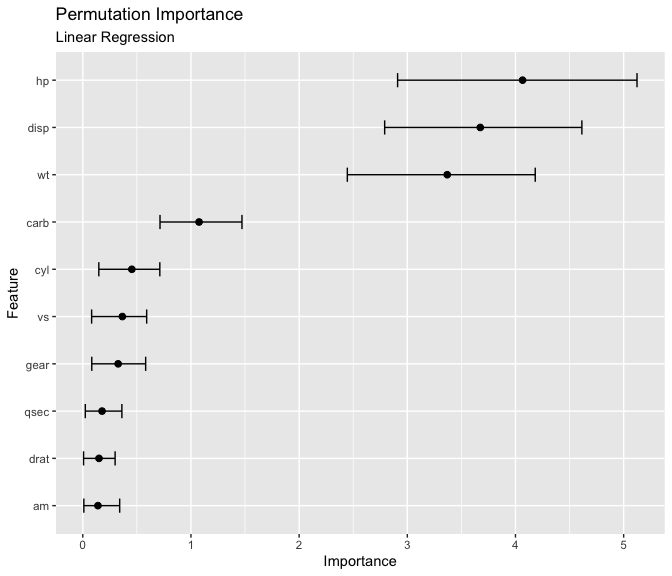 Permutation Importance
Linear Regression
hp
disp
wt
carb
cyl
vs
gear
qsec
drat
am
Feature
0 1 2 3 4 5
Importance